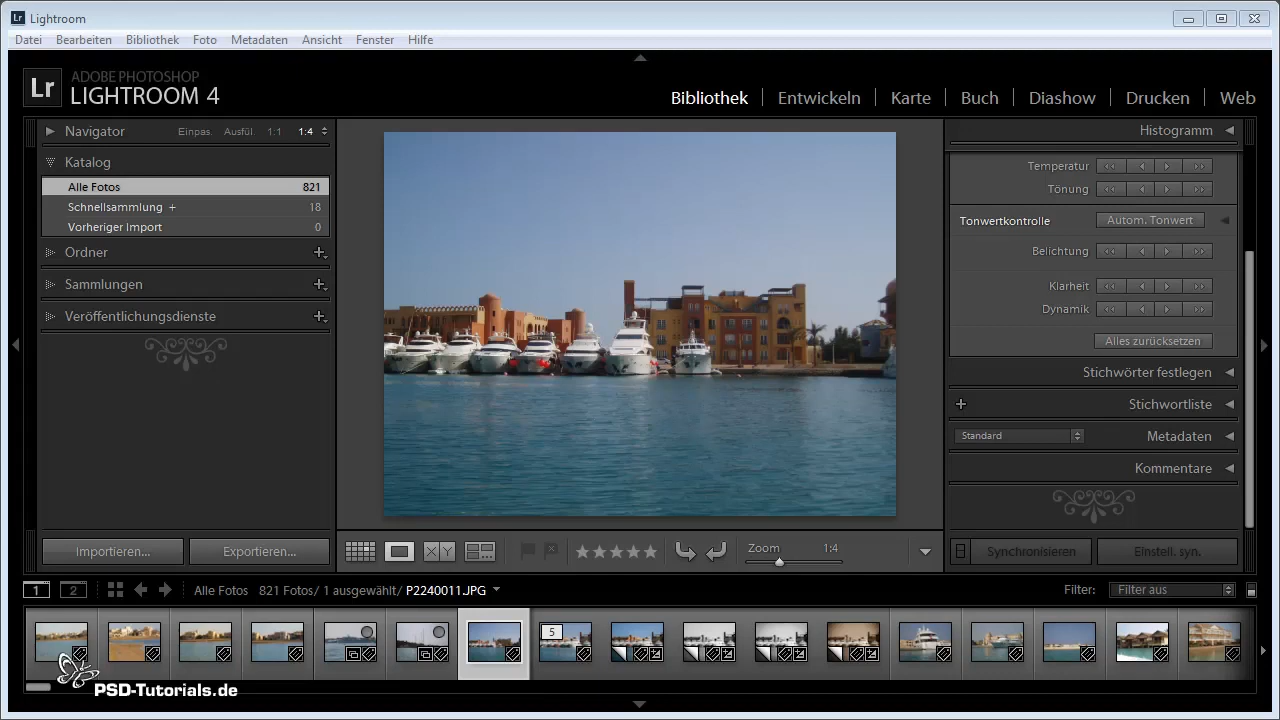 Lr Lightroom
Datei Bearbeiten Bibliothek Foto Metadaten Ansicht Fenster Hilfe
Lr ADOBE PHOTOSHOP
LIGHTROOM 4
Bibliothek Entwickeln Karte Buch Diashow Drucken Web
Navigator Einpas. Ausfül. 1:1 1:4
Histogramm
Katalog
Alle Fotos 821
Schnellsammlung + 18
Vorheriger Import 0
Ordner
Sammlungen
Veröffentlichungsdienste
Temperatur
Tönung
Tonwertkontrolle Autom. Tonwert
Belichtung
Klarheit
Dynamik
Alles zurücksetzen
Stichwörter festlegen
Stichwortliste
Standard Metadaten
Kommentare
Importieren... Exportieren...
XY Zoom 1:4
Synchronisieren Einstell. syn.
1 2 Alle Fotos 821 Fotos/ 1 ausgewählt/ P2240011.JPG
Filter: Filter aus
5
PSD-Tutorials.de